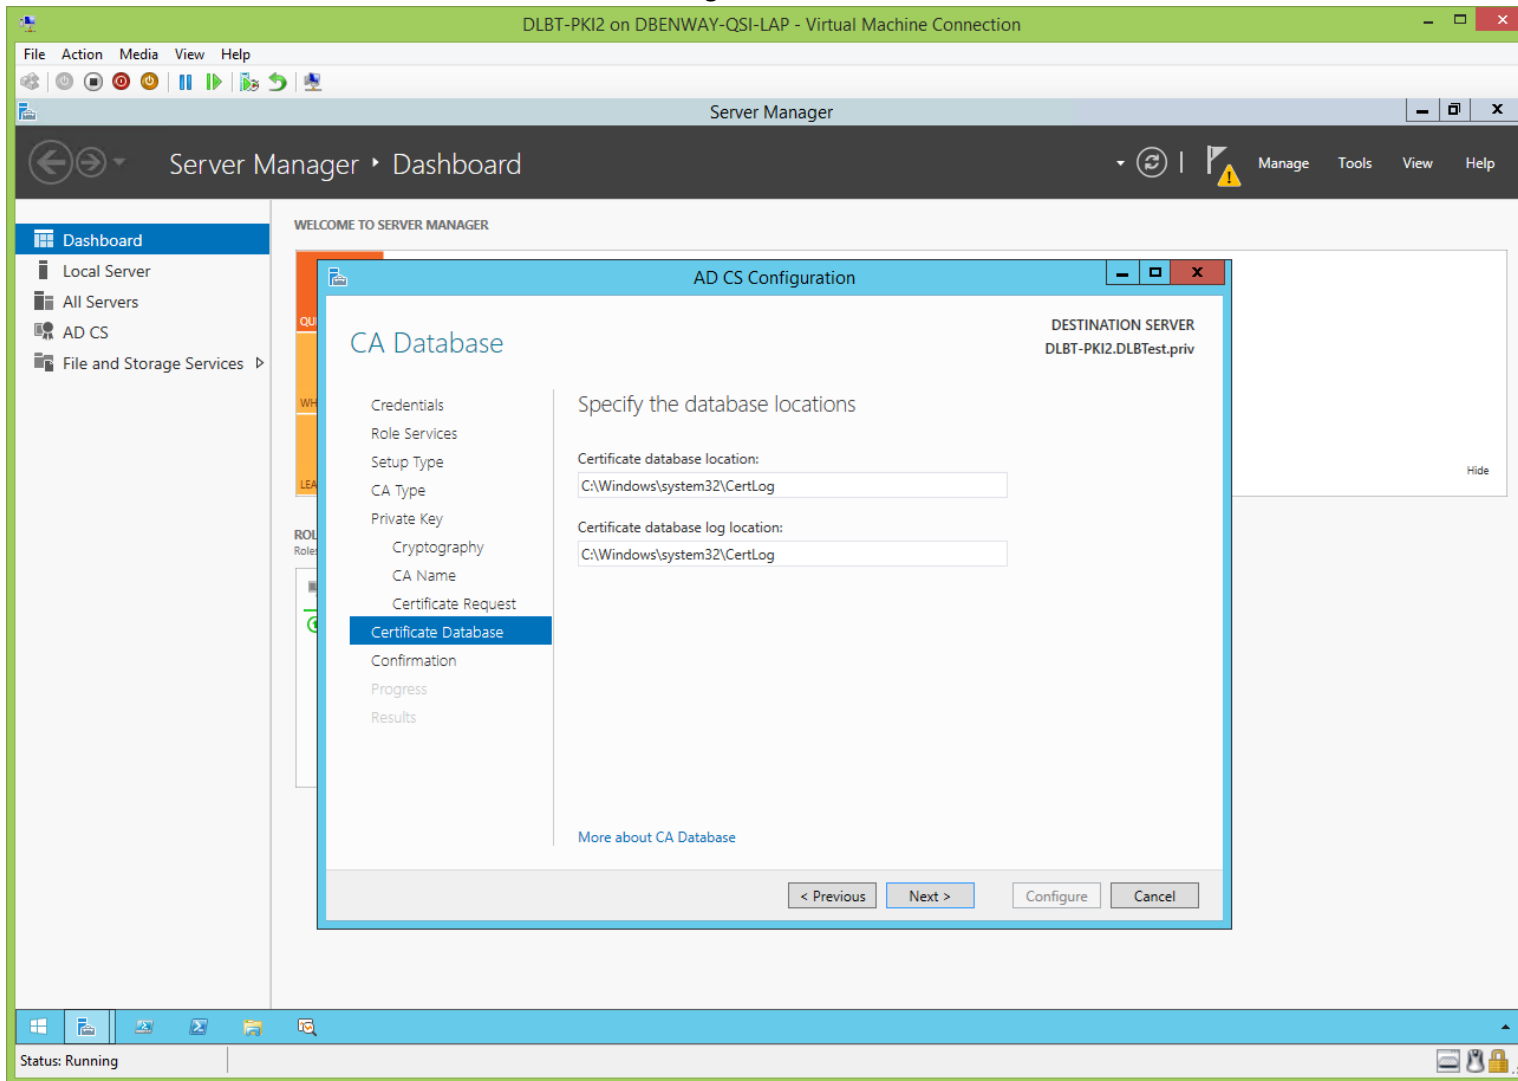 DLBT-PKI2 on DBENWAY-QSI-LAP - Virtual Machine Connection
File Action Media View Help
Server Manager
Server Manager • Dashboard
Manage Tools View Help
Dashboard
Local Server
All Servers
AD CS
File and Storage Services
WELCOME TO SERVER MANAGER
QU
WH
LEA
Hide
ROL
Roles
AD CS Configuration
CA Database
DESTINATION SERVER
DLBT-PKI2.DLBTest.priv
Credentials
Role Services
Setup Type
CA Type
Private Key
Cryptography
CA Name
Certificate Request
Certificate Database
Confirmation
Progress
Results
Specify the database locations
Certificate database location:
C:\Windows\system32\CertLog
Certificate database log location:
C:\Windows\system32\CertLog
More about CA Database
< Previous Next > Configure Cancel
Status: Running